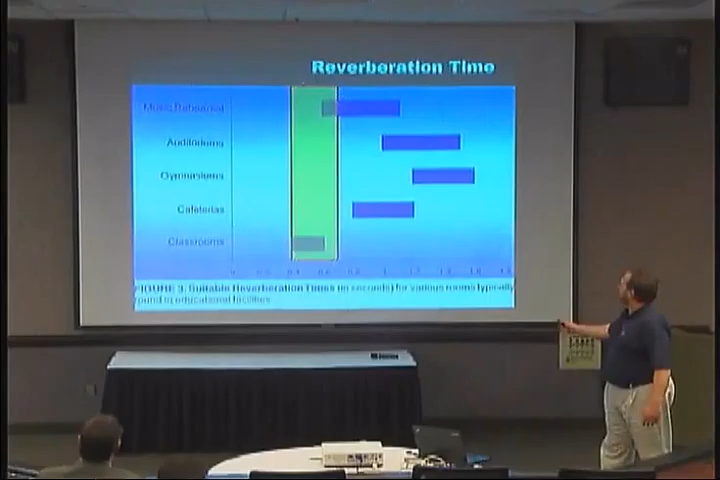 Reverberation Time
Music Rehearsal
Auditoriums
Gymnasiums
Cafeterias
Classrooms
FIGURE 3. Suitable Reverberation Times (in seconds) for various rooms typically
found in educational facilities.